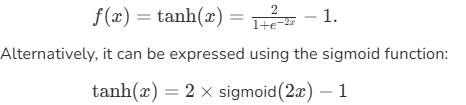 f(x) = tanh(x) = 2/(1+e^{-2x}) − 1.
Alternatively, it can be expressed using the sigmoid function:
tanh(x) = 2 × sigmoid(2x) − 1